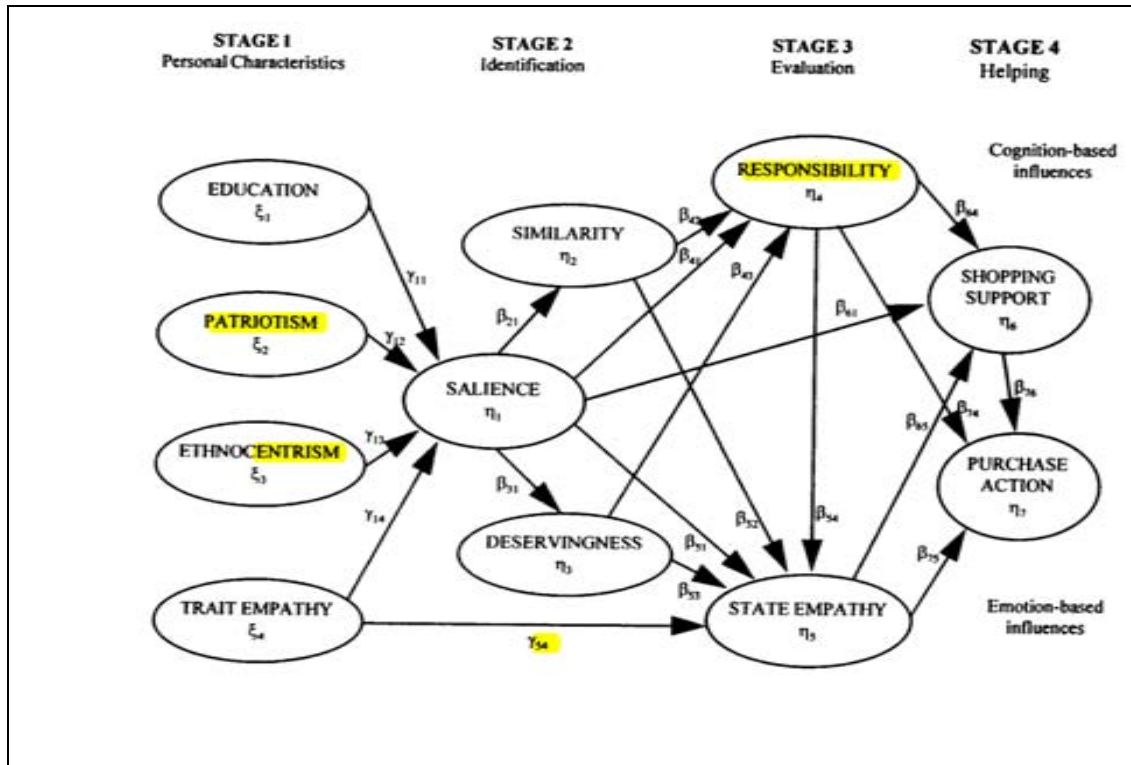 STAGE 1
Personal Characteristics
STAGE 2
Identification
STAGE 3
Evaluation
STAGE 4
Helping
Cognition-based
influences
RESPONSIBILITY
η₄
EDUCATION
ξ₁
SIMILARITY
η₂
β₄₂
β₆₄
β₄₁
β₄₃
SHOPPING
SUPPORT
η₆
γ₁₁
PATRIOTISM
ξ₂
γ₁₂
β₂₁
β₆₁
SALIENCE
η₁
β₇₆
β₆₅
β₇₄
ETHNOCENTRISM
ξ₃
γ₁₃
PURCHASE
ACTION
η₇
β₃₁
γ₁₄
DESERVINGNESS
η₃
β₅₁
β₅₂
β₅₄
β₇₅
β₅₃
TRAIT EMPATHY
ξ₄
γ₅₄
STATE EMPATHY
η₅
Emotion-based
influences